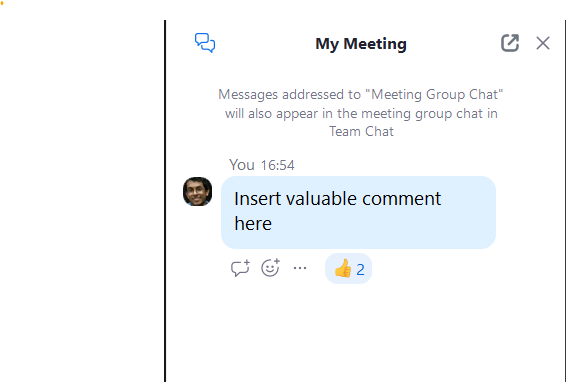 My Meeting
Messages addressed to "Meeting Group Chat"
will also appear in the meeting group chat in
Team Chat
You 16:54
Insert valuable comment
here
👍 2